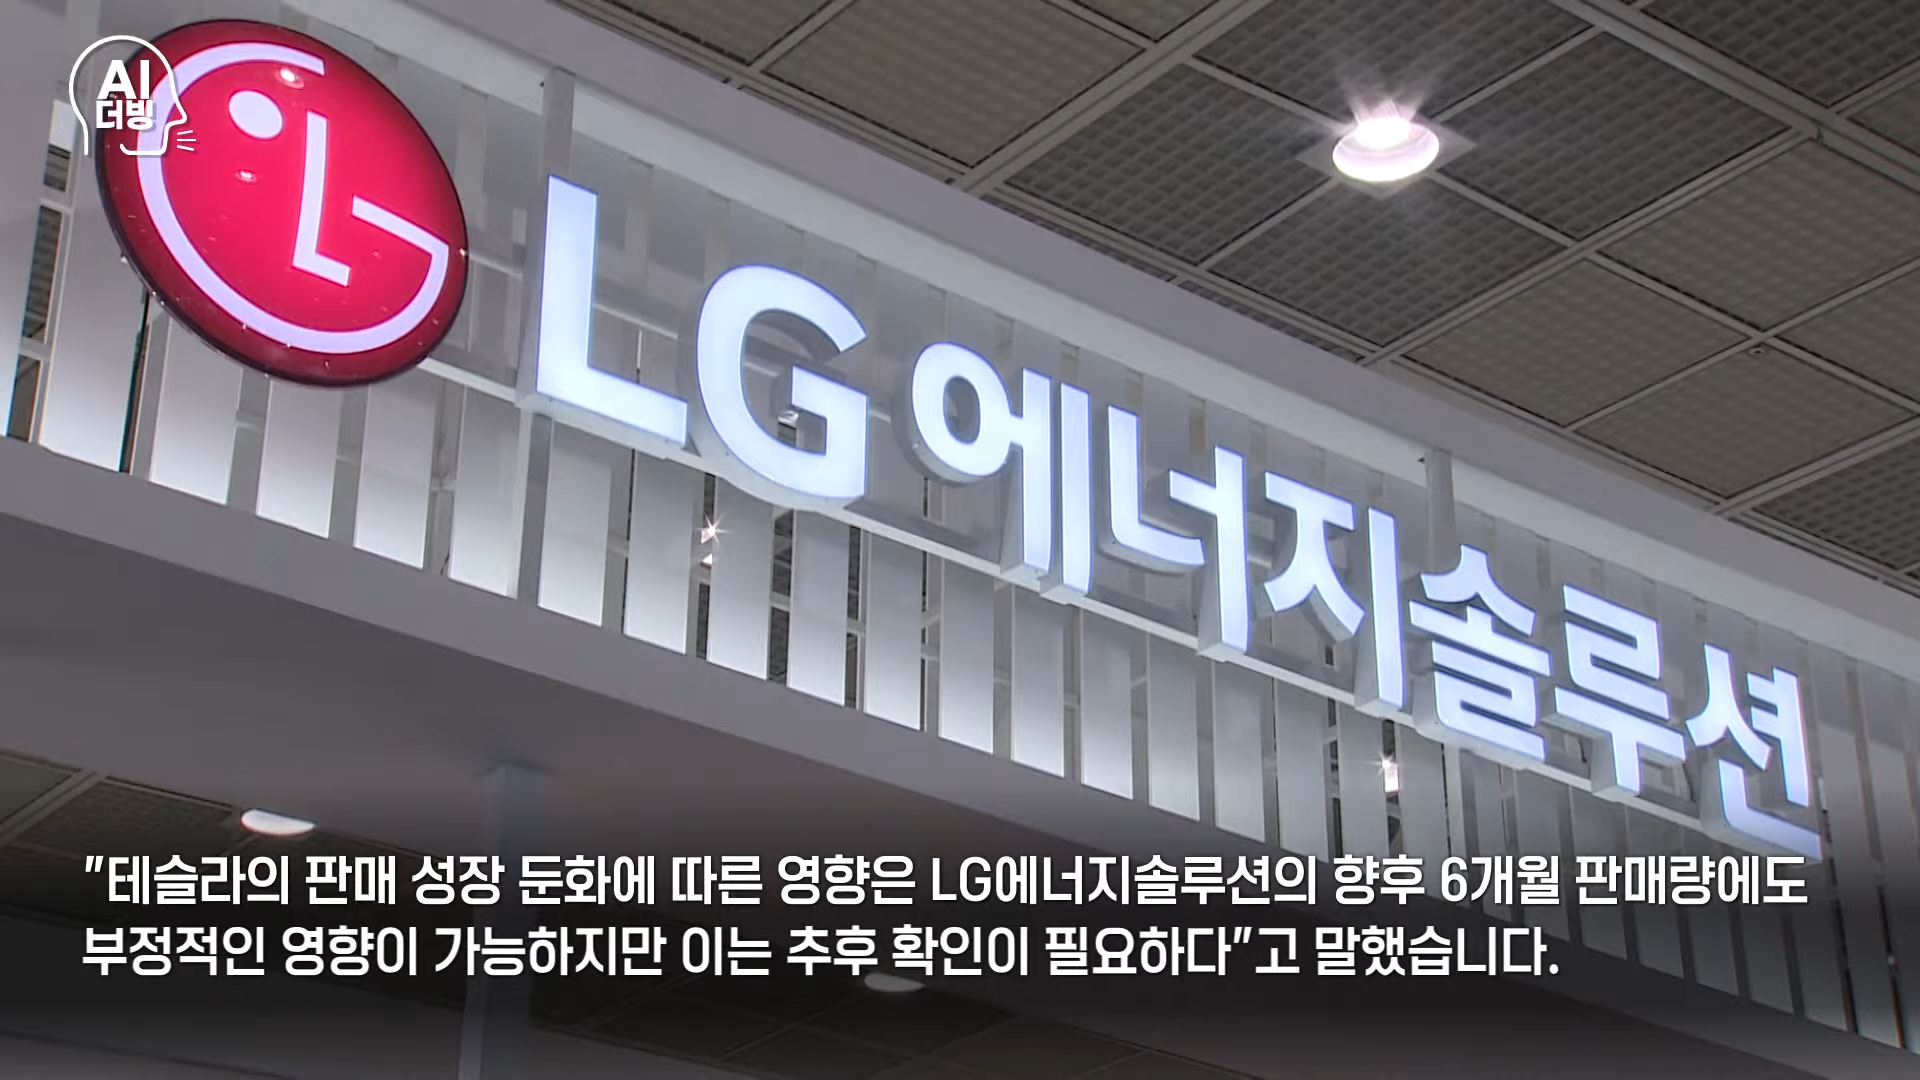 AI
더빙
LG에너지솔루션
"테슬라의 판매 성장 둔화에 따른 영향은 LG에너지솔루션의 향후 6개월 판매량에도
부정적인 영향이 가능하지만 이는 추후 확인이 필요하다"고 말했습니다.